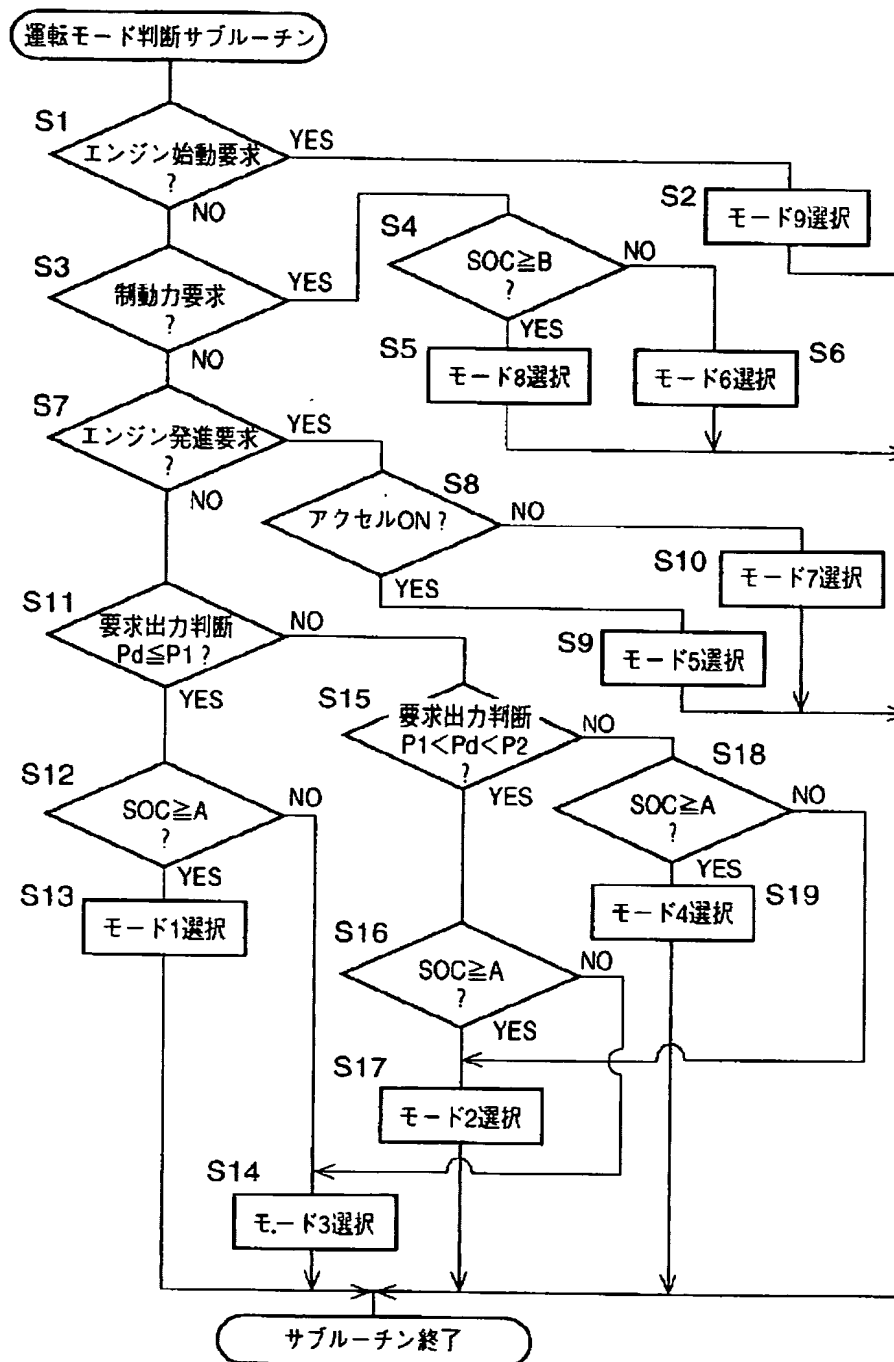 運転モード判断サブルーチン
S1
エンジン始動要求
?
YES
NO
S2
モード9選択
S3
制動力要求
?
YES
NO
S4
SOC≧B
?
NO
YES
S5
モード8選択
S6
モード6選択
S7
エンジン発進要求
?
YES
NO
S8
アクセルON?
NO
YES
S10
モード7選択
S9
モード5選択
S11
要求出力判断
Pd≦P1?
NO
YES
S15
要求出力判断
P1<Pd<P2
?
NO
YES
S12
SOC≧A
?
NO
YES
S18
SOC≧A
?
NO
YES
S13
モード1選択
S19
モード4選択
S16
SOC≧A
?
NO
YES
S17
モード2選択
S14
モード3選択
サブルーチン終了